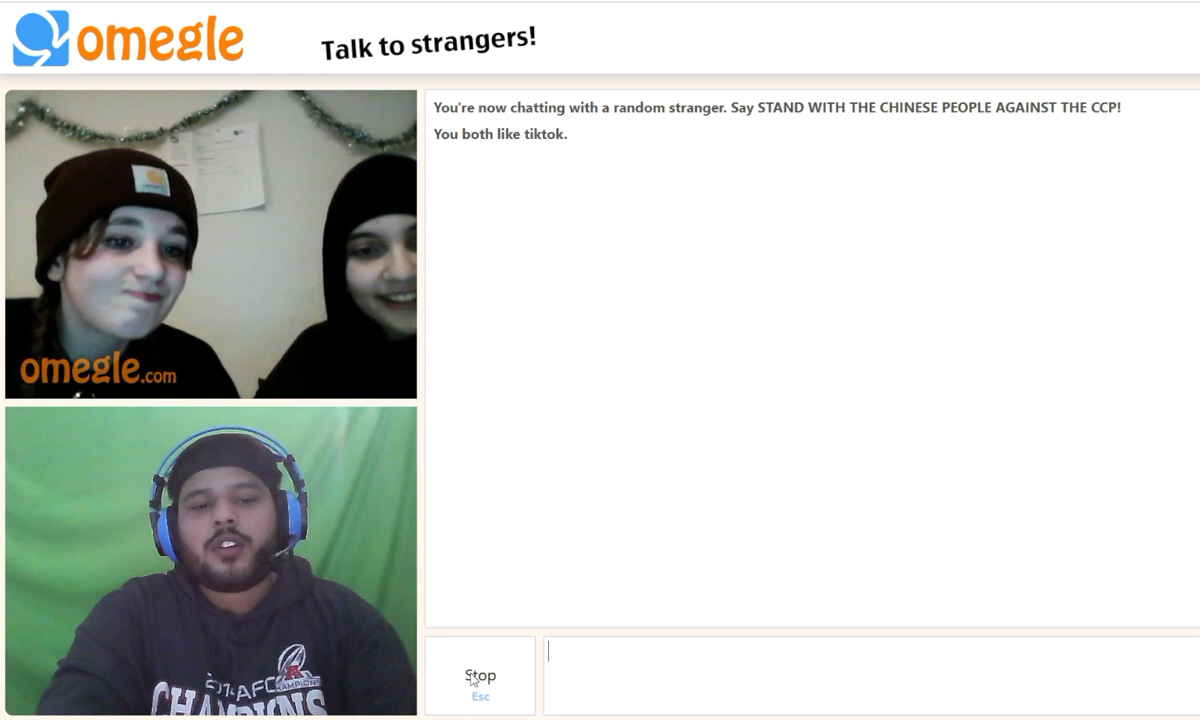 omegle
Talk to strangers!
You're now chatting with a random stranger. Say STAND WITH THE CHINESE PEOPLE AGAINST THE CCP!
You both like tiktok.
omegle.com
AFC
CHAMPIONS
Stop
Esc